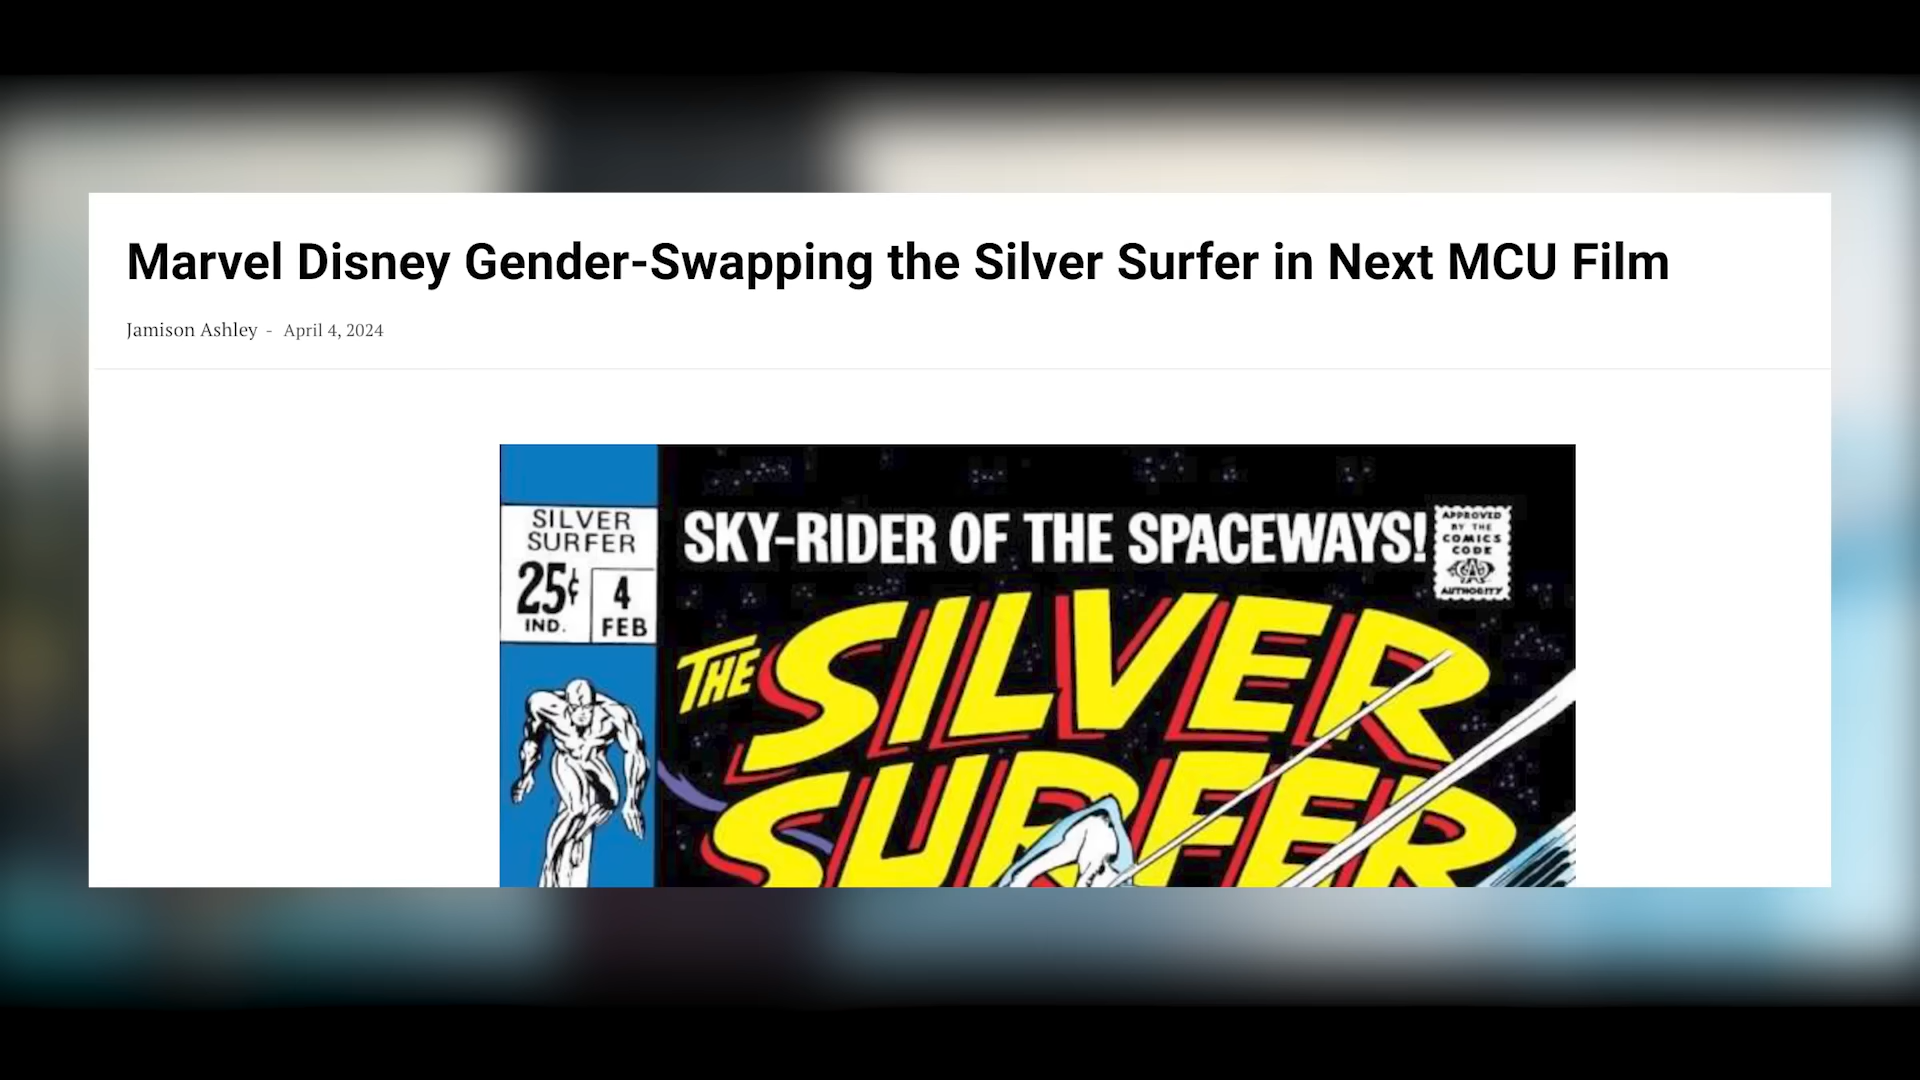 Marvel Disney Gender-Swapping the Silver Surfer in Next MCU Film
Jamison Ashley - April 4, 2024
SILVER
SURFER
25¢
IND.
4
FEB
SKY-RIDER OF THE SPACEWAYS!
APPROVED
BY THE
COMICS
CODE
CA
AUTHORITY
THE SILVER
SURFER